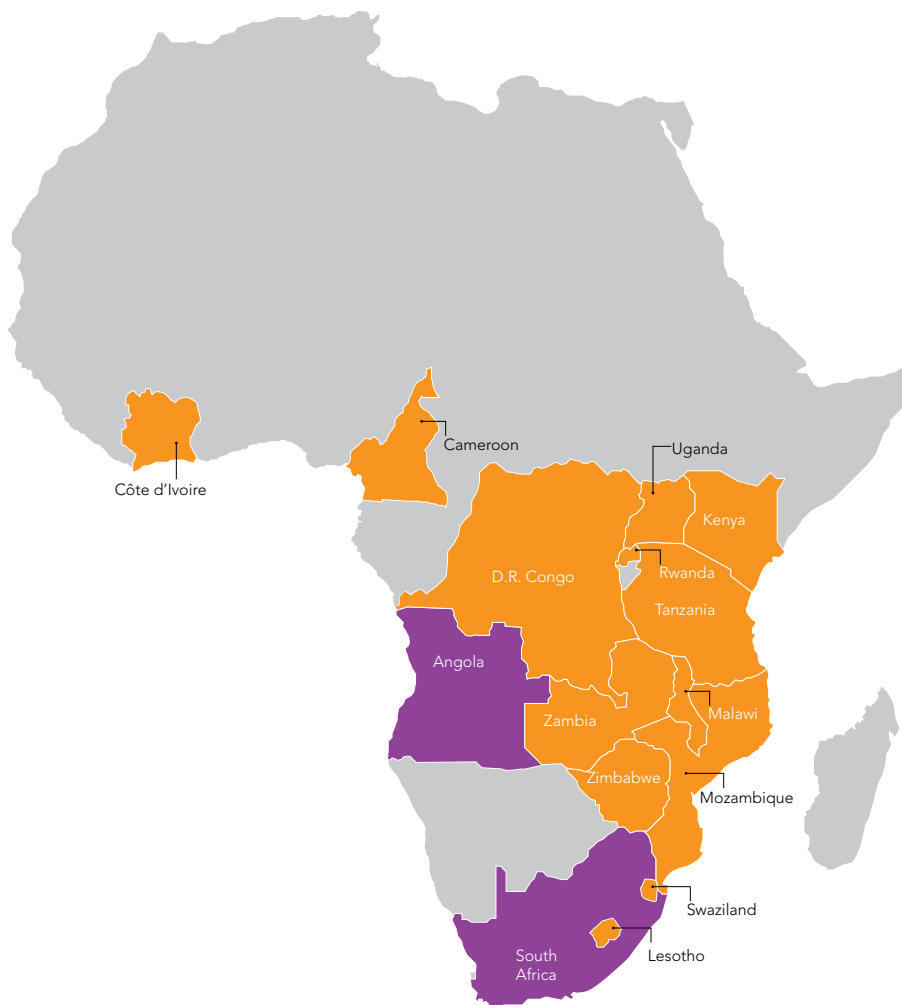 Cameroon
Uganda
Côte d'Ivoire
Kenya
D.R. Congo
Rwanda
Tanzania
Angola
Malawi
Zambia
Zimbabwe
Mozambique
Swaziland
South
Africa
Lesotho